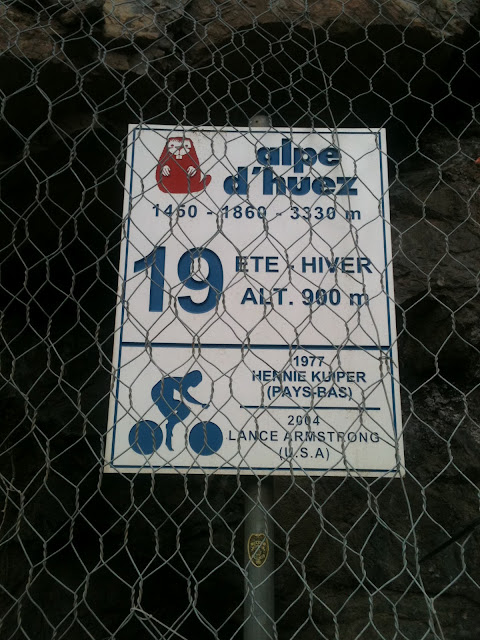 alpe
d'huez
1450 - 1860 - 3330 m
19
ETE - HIVER
ALT. 900 m
1977
HENNIE KUIPER
(PAYS-BAS)
2004
LANCE ARMSTRONG
(U.S.A)